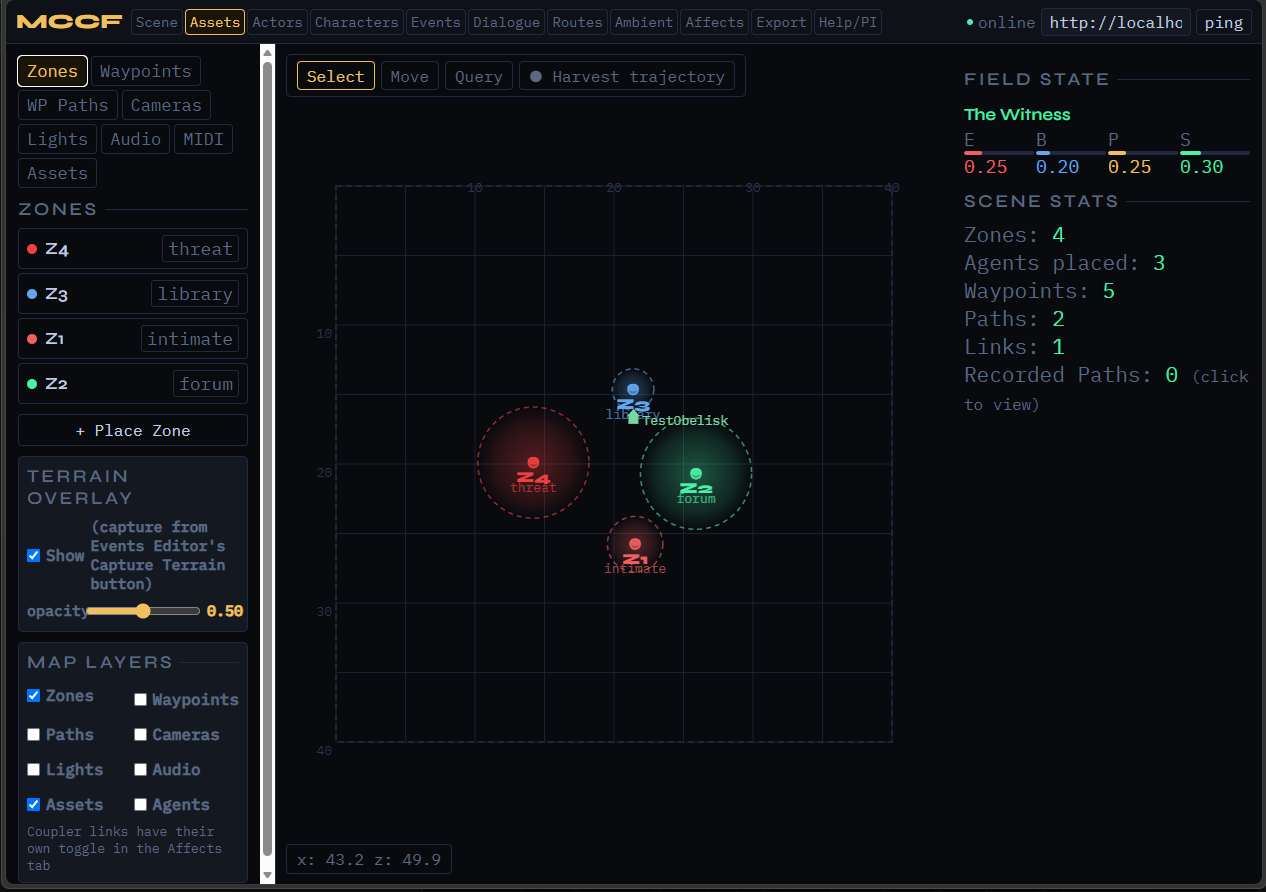 MCCF Scene Assets Actors Characters Events Dialogue Routes Ambient Affects Export Help/PI online http://localhc ping
Zones Waypoints
WP Paths Cameras
Lights Audio MIDI
Assets
ZONES
Z4 threat
Z3 library
Z1 intimate
Z2 forum
+ Place Zone
TERRAIN
OVERLAY
Show (capture from
Events Editor's
Capture Terrain
button)
opacity 0.50
MAP LAYERS
Zones Waypoints
Paths Cameras
Lights Audio
Assets Agents
Coupler links have their
own toggle in the Affects
tab
Select Move Query Harvest trajectory
10 20 30 40
10
20
30
40
Z3
library
TestObelisk
Z4
threat
Z2
forum
Z1
intimate
x: 43.2 z: 49.9
FIELD STATE
The Witness
E B P S
0.25 0.20 0.25 0.30
SCENE STATS
Zones: 4
Agents placed: 3
Waypoints: 5
Paths: 2
Links: 1
Recorded Paths: 0 (click
to view)